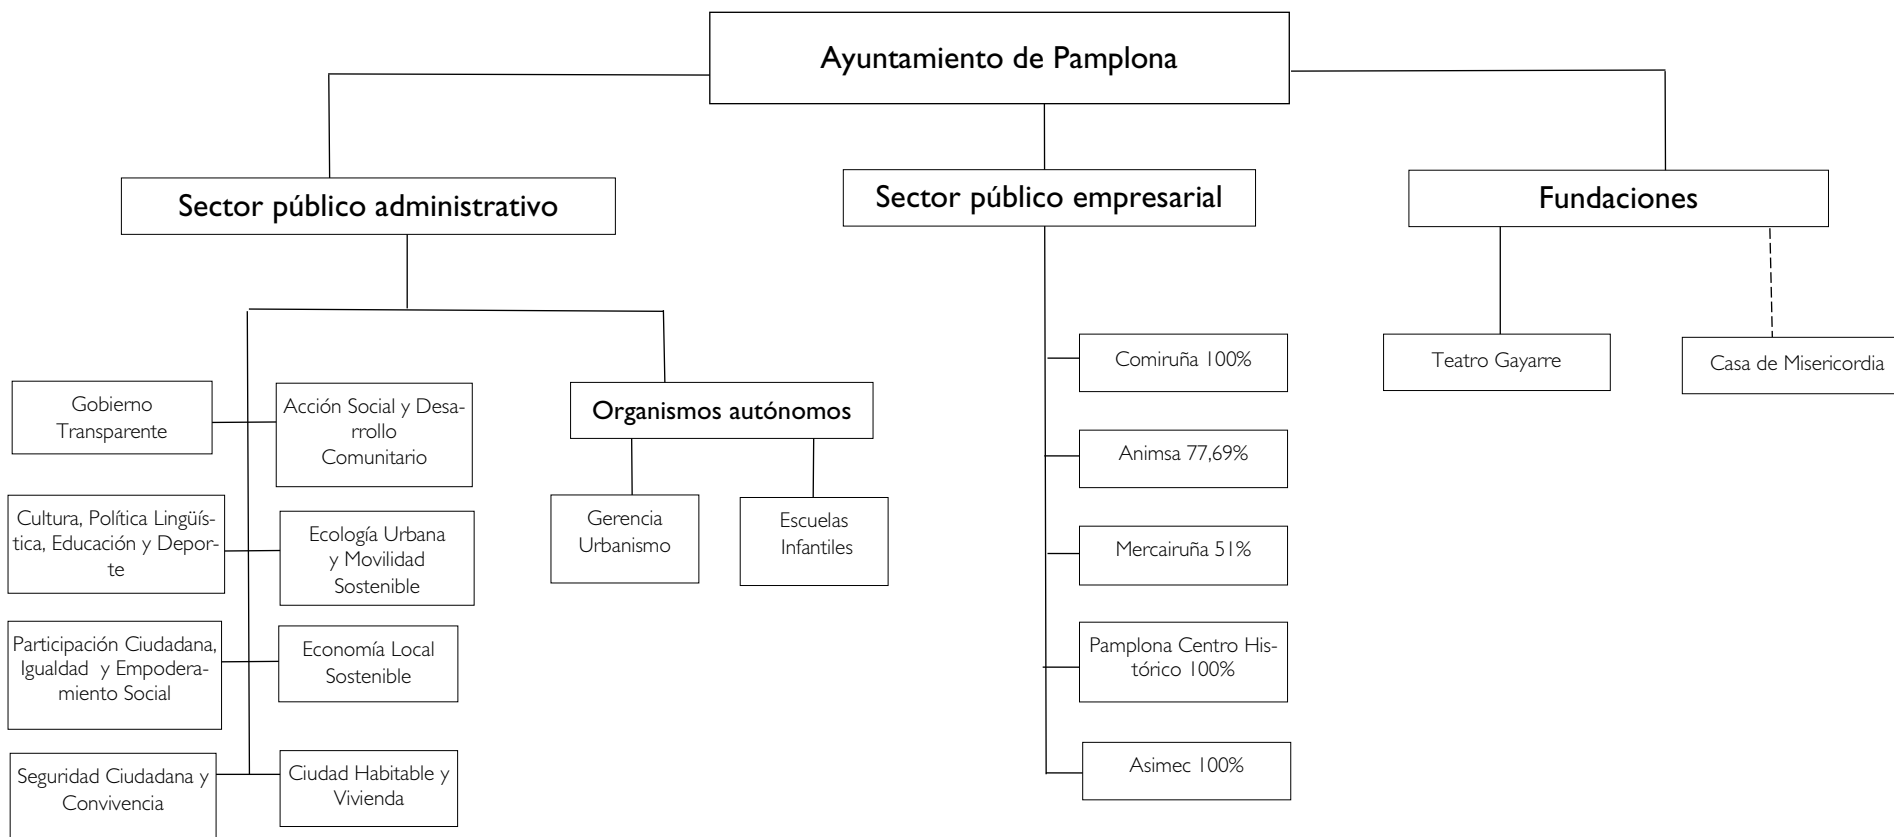 Ayuntamiento de Pamplona
Sector público administrativo
Sector público empresarial
Fundaciones
Gobierno
Transparente
Acción Social y Desa-
rrollo
Comunitario
Cultura, Política Lingüís-
tica, Educación y Depor-
te
Ecología Urbana
y Movilidad
Sostenible
Participación Ciudadana,
Igualdad y Empodera-
miento Social
Economía Local
Sostenible
Seguridad Ciudadana y
Convivencia
Ciudad Habitable y
Vivienda
Organismos autónomos
Gerencia
Urbanismo
Escuelas
Infantiles
Comiruña 100%
Animsa 77,69%
Mercairuña 51%
Pamplona Centro His-
tórico 100%
Asimec 100%
Teatro Gayarre
Casa de Misericordia